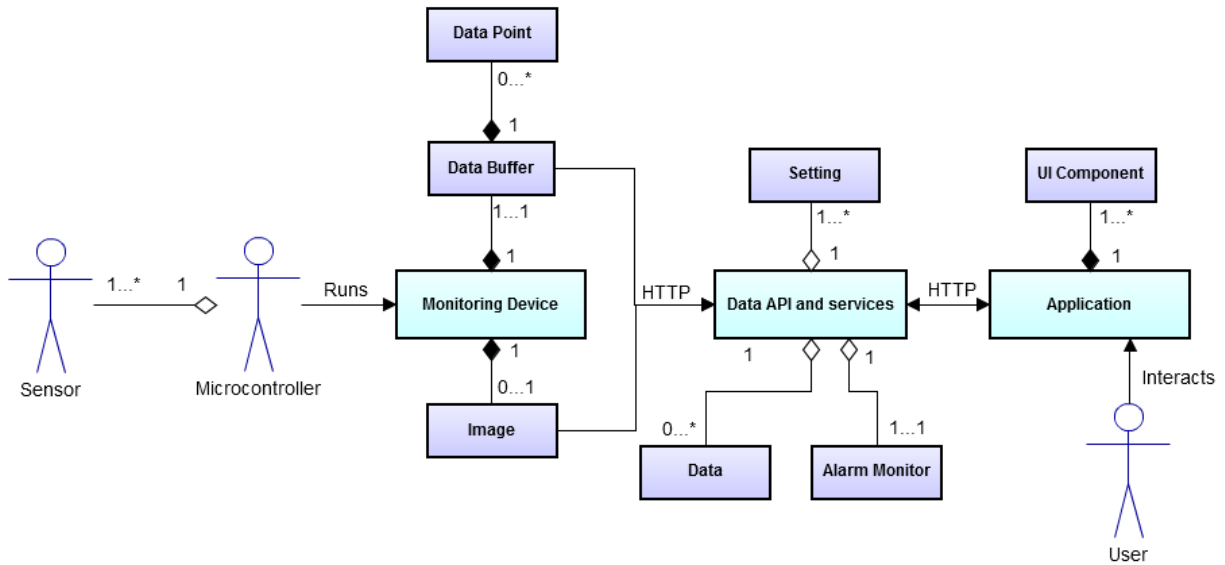 Data Point
0...*
1
Data Buffer
1...1
1
Setting
1...*
1
UI Component
1...*
1
Sensor
1...*
1
Microcontroller
Runs
Monitoring Device
1
0...1
Image
HTTP
Data API and services
1
1
0...*
1...1
Data
Alarm Monitor
HTTP
Application
Interacts
User